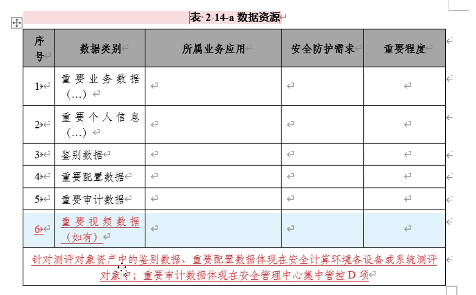 表 2-14-a 数据资源
序号 数据类别 所属业务应用 安全防护需求 重要程度
1 重要业务数据
（…）
2 重要个人信息
（…）
3 鉴别数据
4 重要配置数据
5 重要审计数据
6 重要视频数据
（如有）
针对测评对象资产中的鉴别数据、重要配置数据体现在安全计算环境各设备或系统测评
对象中；重要审计数据体现在安全管理中心集中管控 D 项